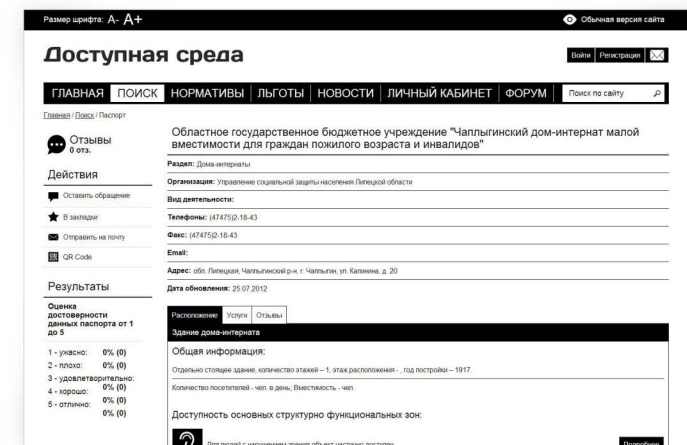 Размер шрифта: A- A+
Обычная версия сайта
Доступная среда
Войти Регистрация
ГЛАВНАЯ ПОИСК НОРМАТИВЫ ЛЬГОТЫ НОВОСТИ ЛИЧНЫЙ КАБИНЕТ ФОРУМ Поиск по сайту
Главная / Поиск / Паспорт
Отзывы
0 отз.
Действия
Оставить обращение
В закладки
Отправить на почту
QR Code
Результаты
Оценка
достоверности
данных паспорта от 1
до 5
1 - ужасно: 0% (0)
2 - плохо: 0% (0)
3 - удовлетворительно:
0% (0)
4 - хорошо:
0% (0)
5 - отлично:
0% (0)
Областное государственное бюджетное учреждение "Чаплыгинский дом-интернат малой
вместимости для граждан пожилого возраста и инвалидов"
Раздел: Дома-интернаты
Организация: Управление социальной защиты населения Липецкой области
Вид деятельности:
Телефоны: (47475)2-18-43
Факс: (47475)2-18-43
Email:
Адрес: обл. Липецкая, Чаплыгинский р-н, г. Чаплыгин, ул. Калинина, д. 20
Дата обновления: 25.07.2012
Расположение Услуги Отзывы
Здание дома-интерната
Общая информация:
Отдельно стоящее здание, количество этажей – 1, этаж расположения - , год постройки – 1917.
Количество посетителей - чел. в день, Вместимость - чел.
Доступность основных структурно функциональных зон:
Для людей с нарушением зрения объект частично доступен
Подробнее